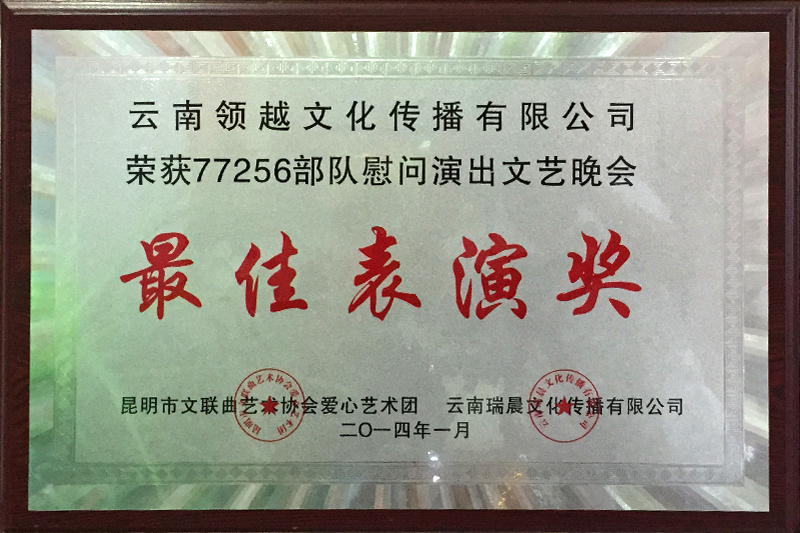 云南领越文化传播有限公司
荣获77256部队慰问演出文艺晚会
最佳表演奖
昆明市文联曲艺术协会爱心艺术团 云南瑞晨文化传播有限公司
二〇一四年一月